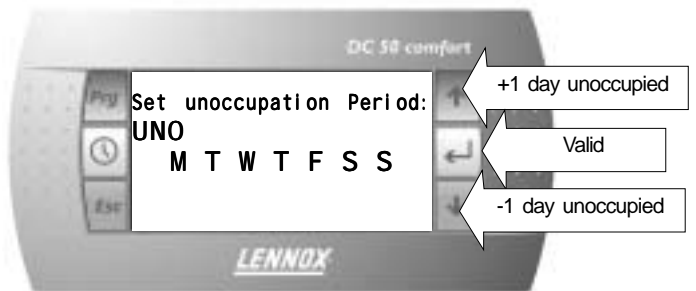 DC 50 comfort
Prg
Set unoccupation Period:
UNO
M T W T F S S
Esc
LENNOX
+1 day unoccupied
Valid
-1 day unoccupied